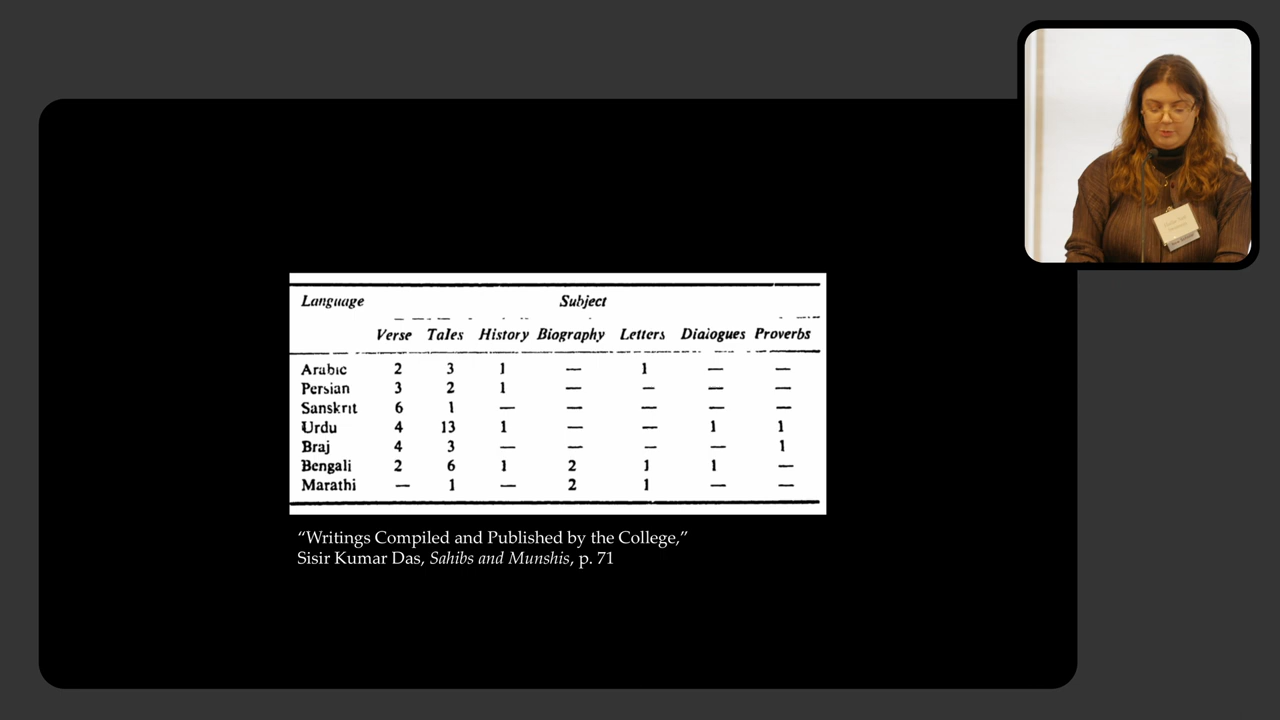 Language Subject
Verse Tales History Biography Letters Dialogues Proverbs
Arabic 2 3 1 — 1 — —
Persian 3 2 1 — — — —
Sanskrit 6 1 — — — — —
Urdu 4 13 1 — — 1 1
Braj 4 3 — — — — 1
Bengali 2 6 1 2 1 1 —
Marathi — 1 — 2 1 — —
“Writings Compiled and Published by the College,”
Sisir Kumar Das, Sahibs and Munshis, p. 71